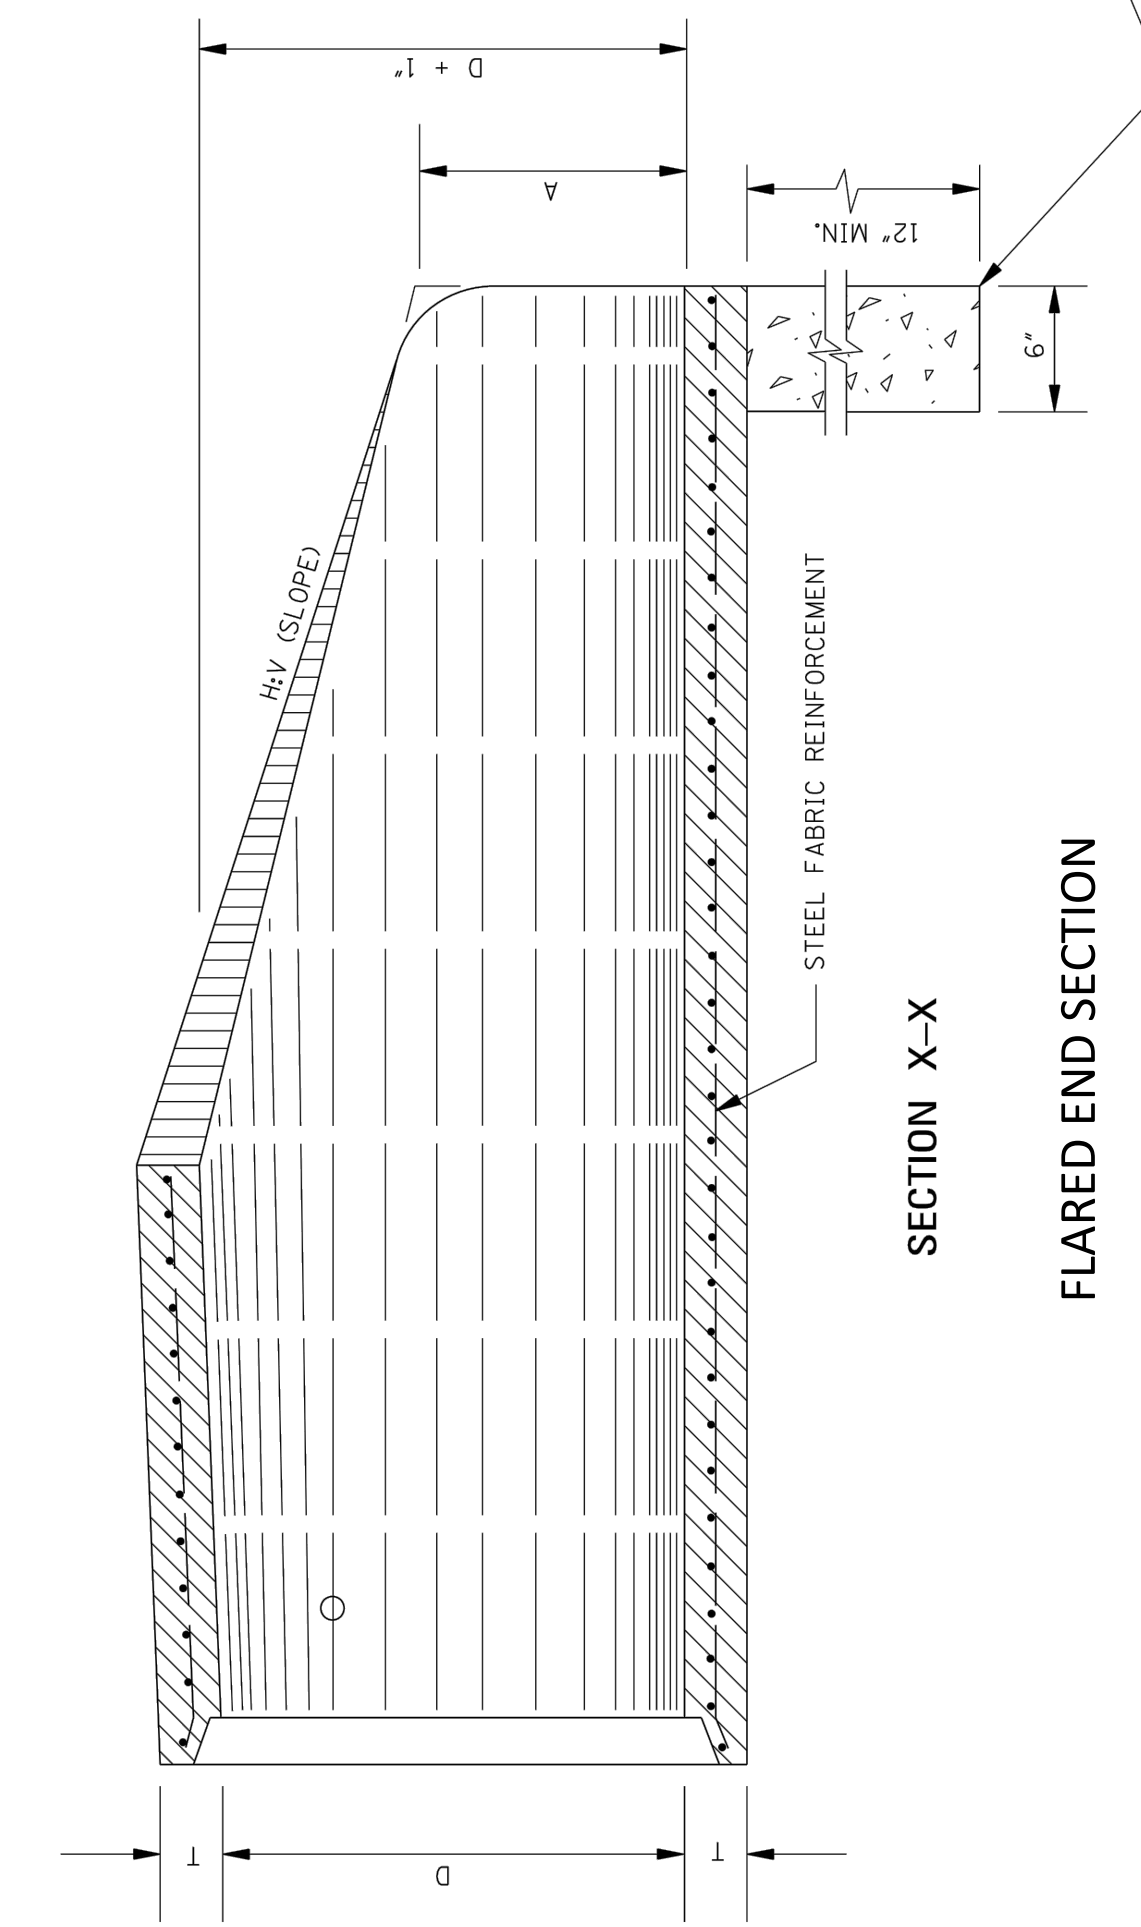 D + 1"
A
12" MIN.
6"
H:V (SLOPE)
STEEL FABRIC REINFORCEMENT
T
D
T
SECTION X-X
FLARED END SECTION